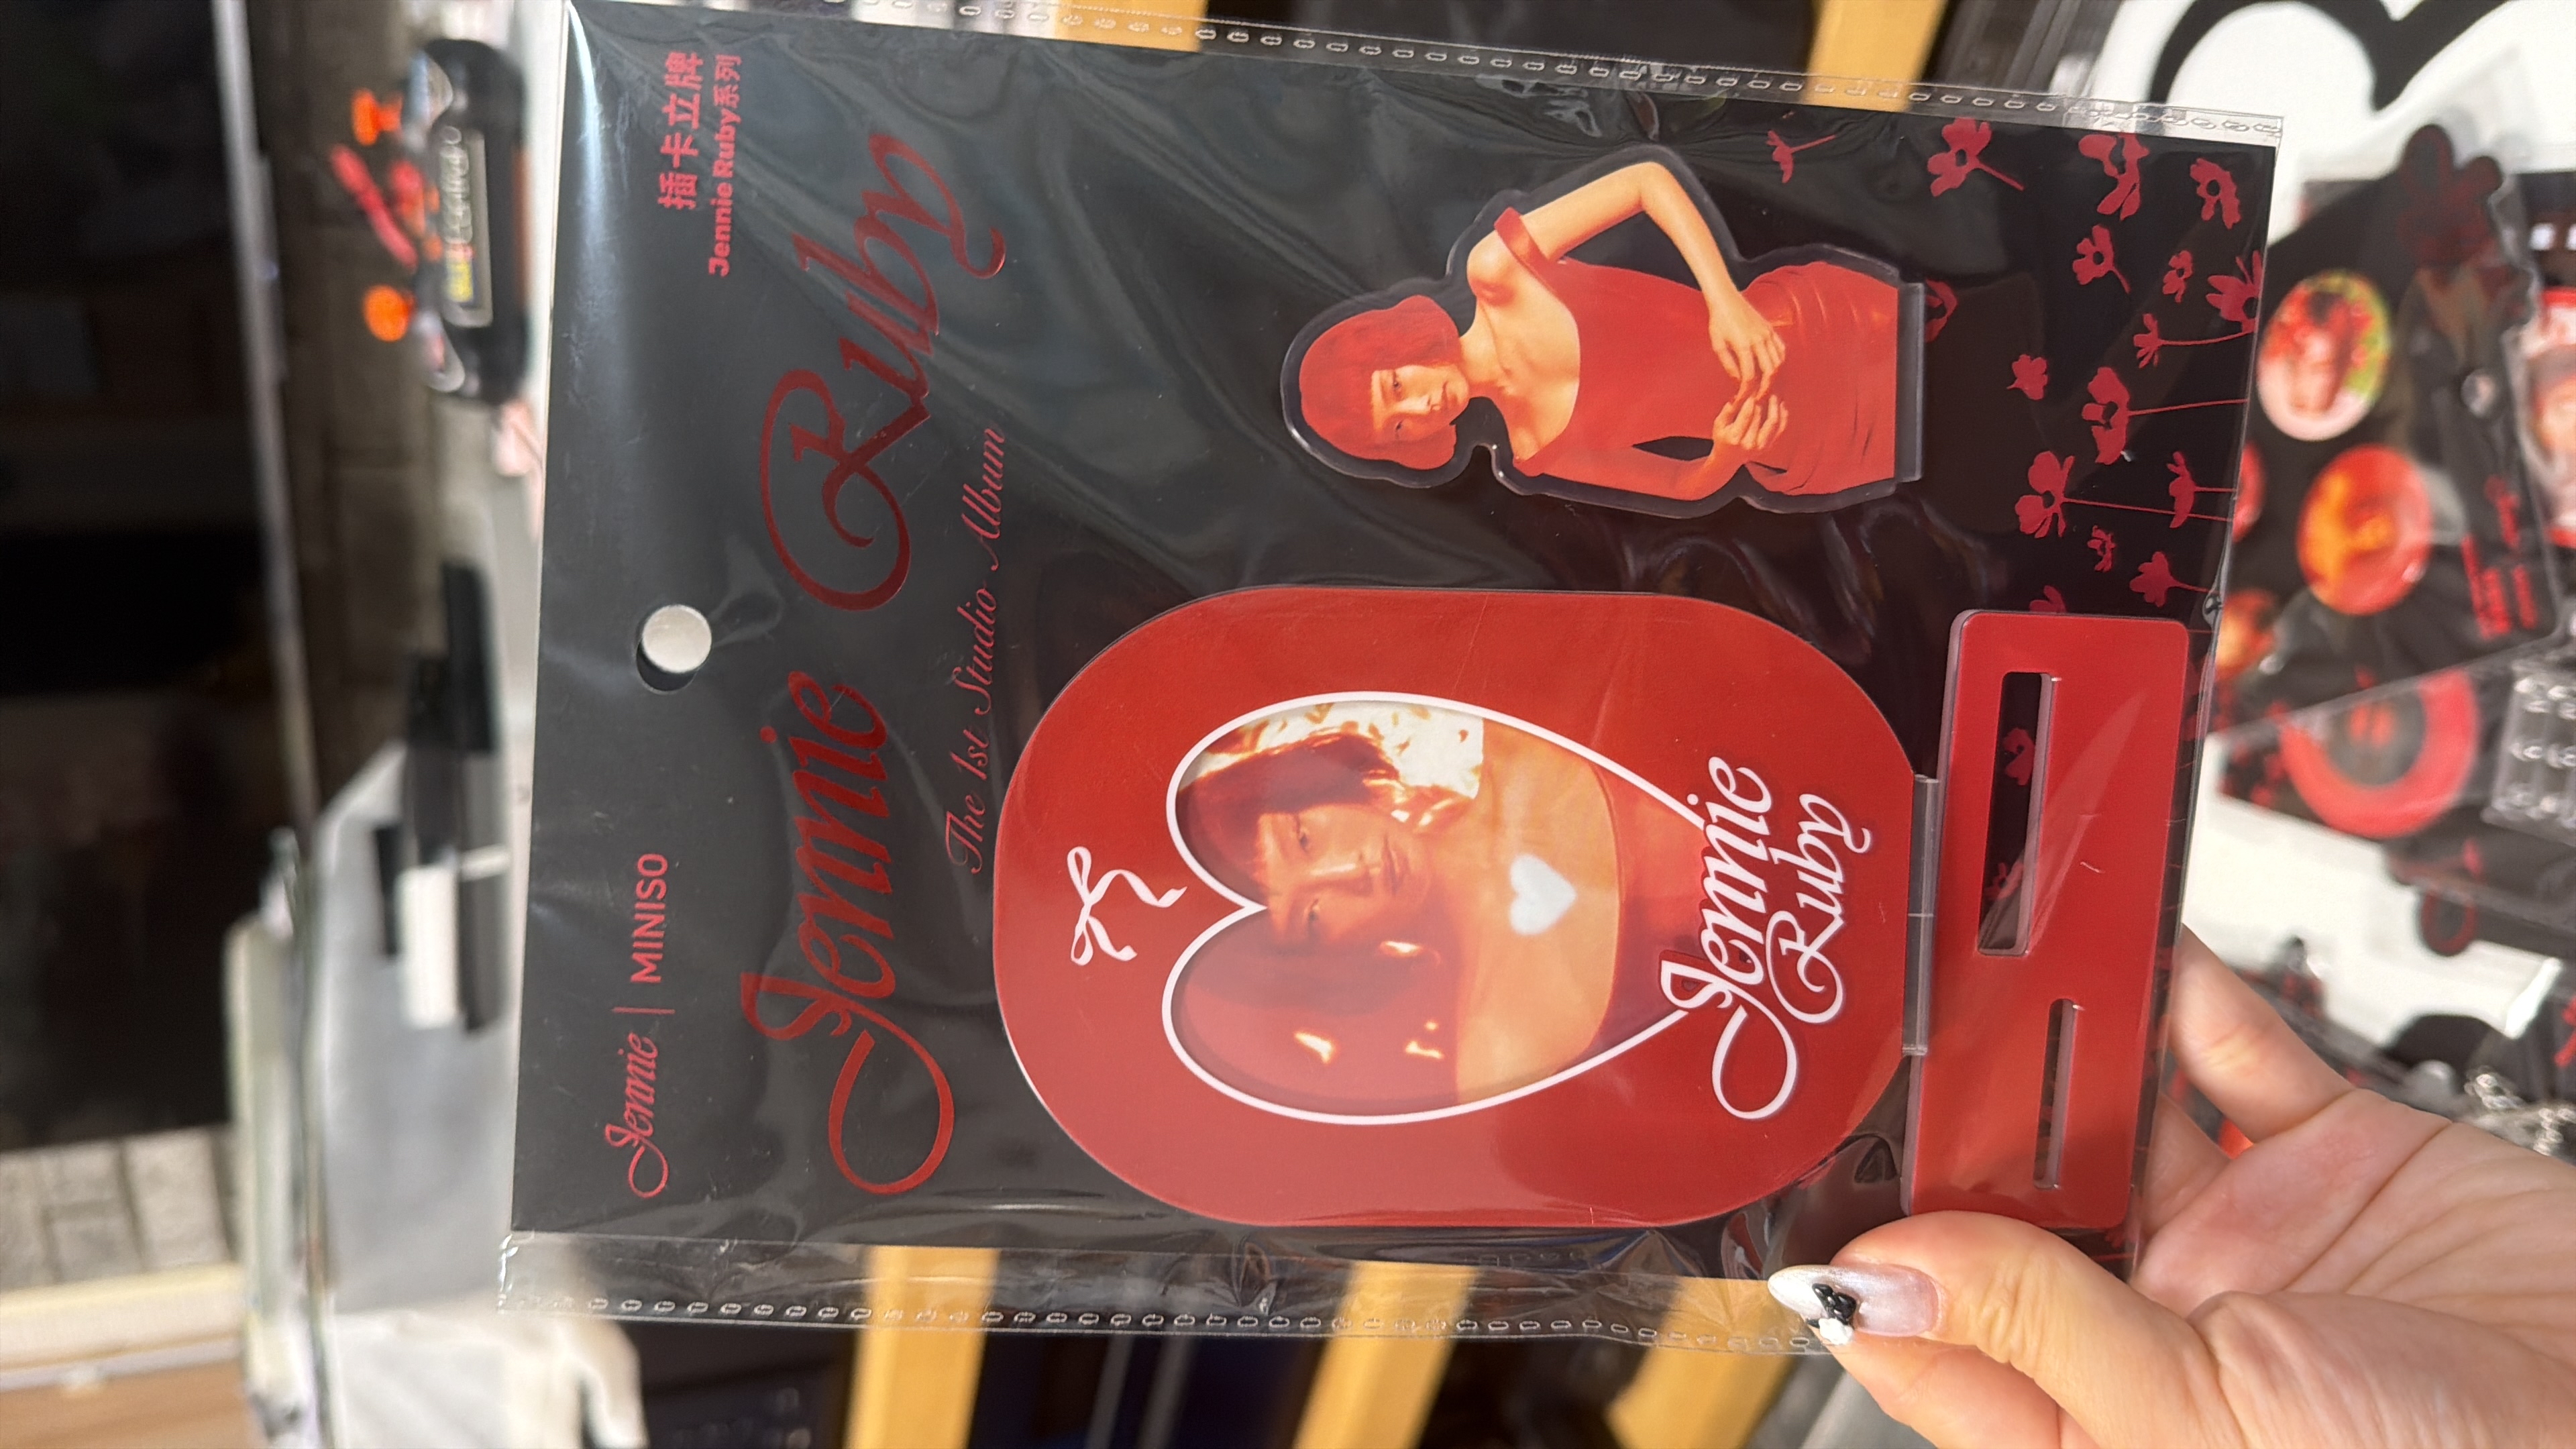 Jennie | MINISO
插卡立牌
Jennie Ruby系列
Jennie Ruby
The 1st Studio Album
Jennie
Ruby